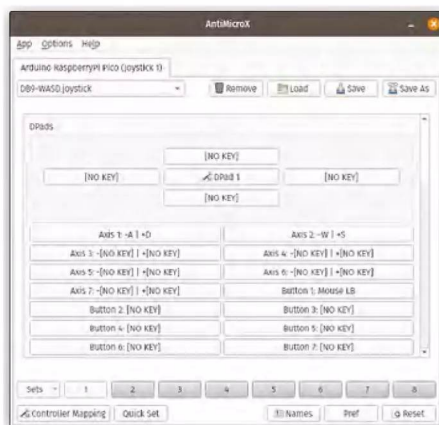 AntiMicroX
App Options Help
Arduino RaspberryPi Pico (Joystick 1)
DB9-WASD.joystick Remove Load Save Save As
DPads
[NO KEY]
[NO KEY] DPad 1 [NO KEY]
[NO KEY]
Axis 1: -A | +D Axis 2: -W | +S
Axis 3: -[NO KEY] | +[NO KEY] Axis 4: -[NO KEY] | +[NO KEY]
Axis 5: -[NO KEY] | +[NO KEY] Axis 6: -[NO KEY] | +[NO KEY]
Axis 7: -[NO KEY] | +[NO KEY] Button 1: Mouse LB
Button 2: [NO KEY] Button 3: [NO KEY]
Button 4: [NO KEY] Button 5: [NO KEY]
Button 6: [NO KEY] Button 7: [NO KEY]
Sets 1 2 3 4 5 6 7 8
Controller Mapping Quick Set Names Pref Reset